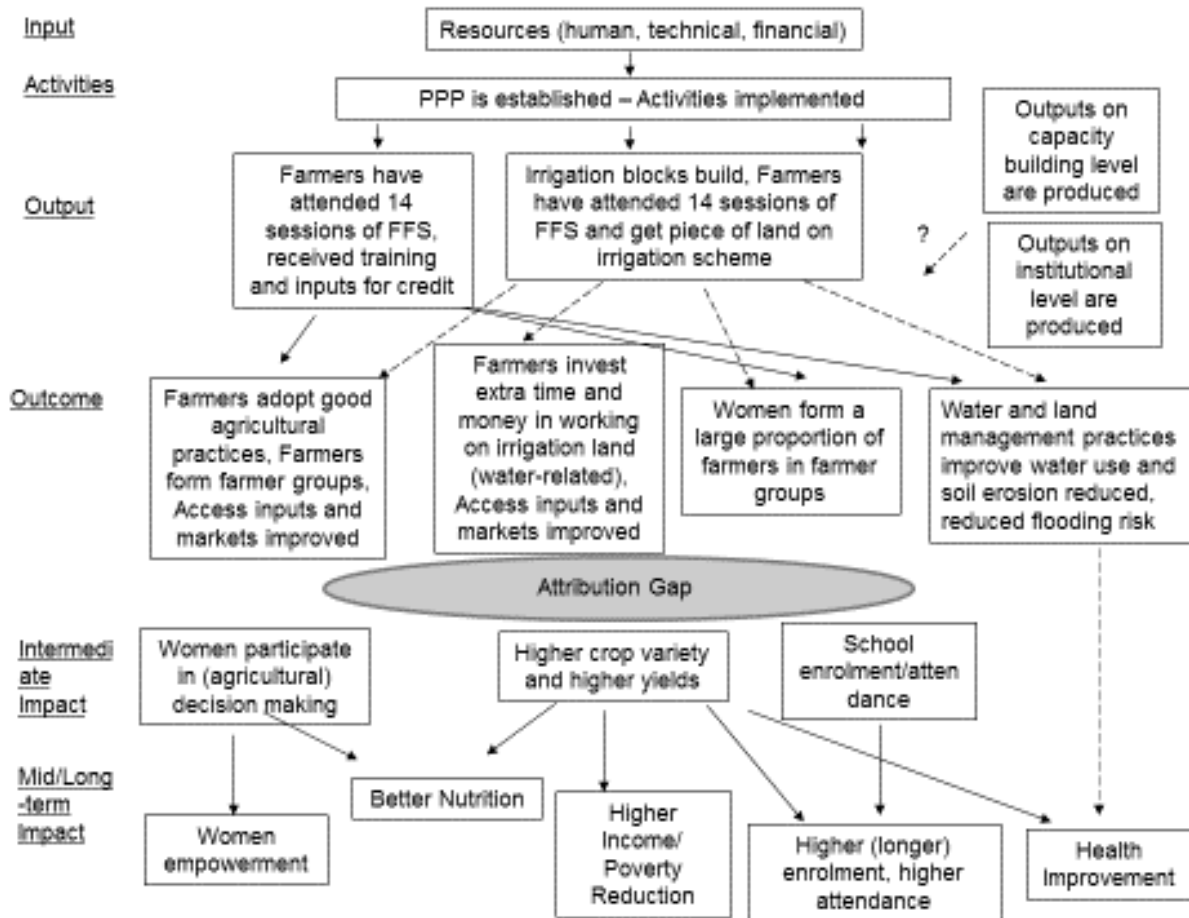 Input
Resources (human, technical, financial)
Activities
PPP is established – Activities implemented
Outputs on
capacity
building level
are produced
Output
Farmers have
attended 14
sessions of FFS,
received training
and inputs for credit
Irrigation blocks build, Farmers
have attended 14 sessions of
FFS and get piece of land on
irrigation scheme
?
Outputs on
institutional
level are
produced
Outcome
Farmers adopt good
agricultural
practices, Farmers
form farmer groups,
Access inputs and
markets improved
Farmers invest
extra time and
money in working
on irrigation land
(water-related),
Access inputs and
markets improved
Women form a
large proportion of
farmers in farmer
groups
Water and land
management practices
improve water use and
soil erosion reduced,
reduced flooding risk
Attribution Gap
Intermedi
ate
Impact
Women participate
in (agricultural)
decision making
Higher crop variety
and higher yields
School
enrolment/atten
dance
Mid/Long
-term
Impact
Women
empowerment
Better Nutrition
Higher
Income/
Poverty
Reduction
Higher (longer)
enrolment, higher
attendance
Health
Improvement